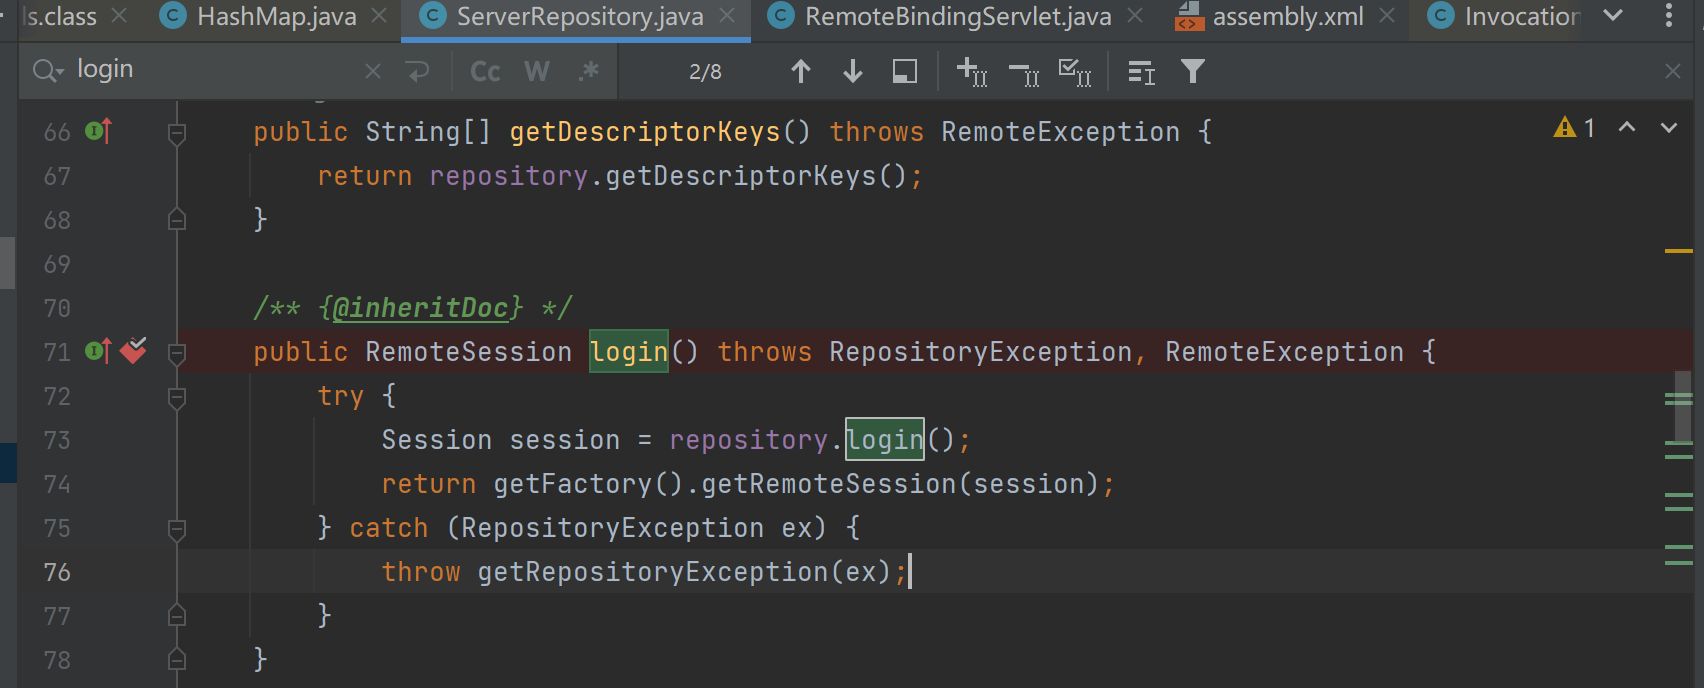 ls.class HashMap.java ServerRepository.java RemoteBindingServlet.java assembly.xml Invocation
login Cc W .* 2/8
66 public String[] getDescriptorKeys() throws RemoteException { 1
67 return repository.getDescriptorKeys();
68 }
69
70 /** {@inheritDoc} */
71 public RemoteSession login() throws RepositoryException, RemoteException {
72 try {
73 Session session = repository.login();
74 return getFactory().getRemoteSession(session);
75 } catch (RepositoryException ex) {
76 throw getRepositoryException(ex);
77 }
78 }